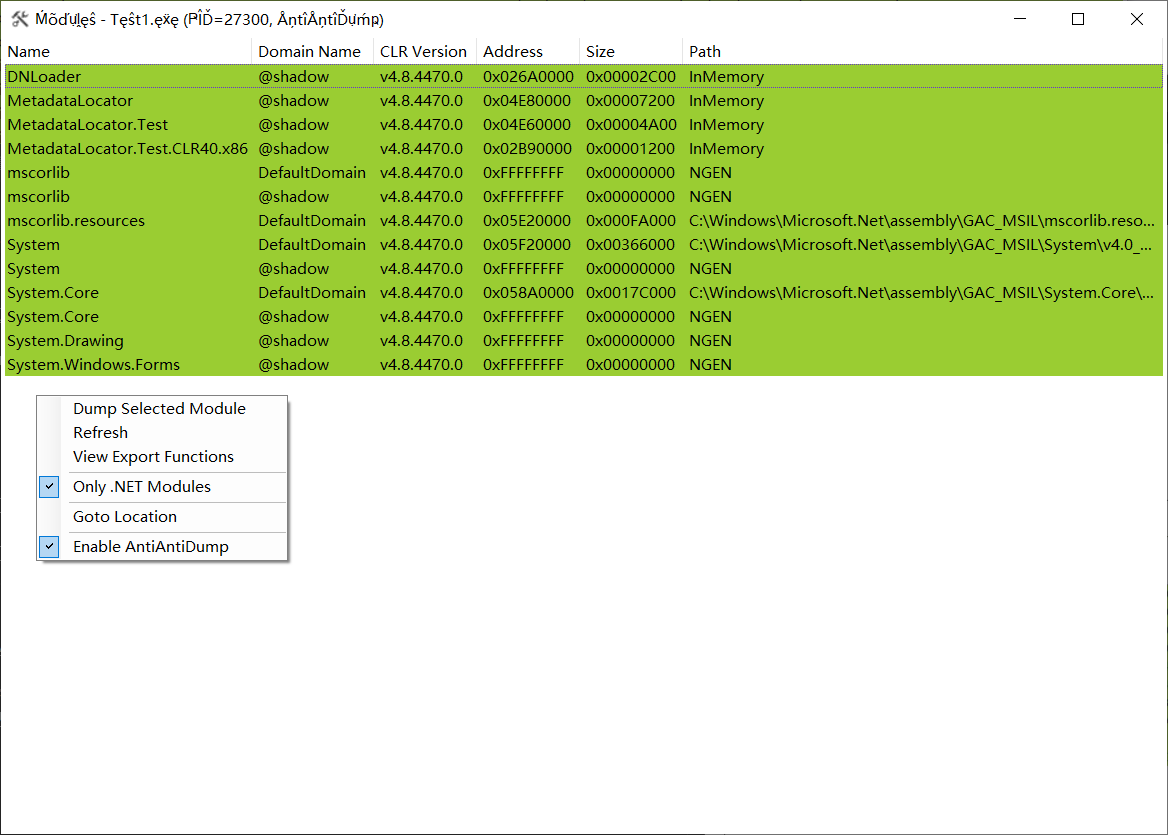 Ḿõďụḷęŝ - Tęŝt1.ęẋę (PÎĎ=27300, ÅņtîÅņtîĎụḿp)
Name Domain Name CLR Version Address Size Path
DNLoader @shadow v4.8.4470.0 0x026A0000 0x00002C00 InMemory
MetadataLocator @shadow v4.8.4470.0 0x04E80000 0x00007200 InMemory
MetadataLocator.Test @shadow v4.8.4470.0 0x04E60000 0x00004A00 InMemory
MetadataLocator.Test.CLR40.x86 @shadow v4.8.4470.0 0x02B90000 0x00001200 InMemory
mscorlib DefaultDomain v4.8.4470.0 0xFFFFFFFF 0x00000000 NGEN
mscorlib @shadow v4.8.4470.0 0xFFFFFFFF 0x00000000 NGEN
mscorlib.resources DefaultDomain v4.8.4470.0 0x05E20000 0x000FA000 C:\Windows\Microsoft.Net\assembly\GAC_MSIL\mscorlib.reso...
System DefaultDomain v4.8.4470.0 0x05F20000 0x00366000 C:\Windows\Microsoft.Net\assembly\GAC_MSIL\System\v4.0_...
System @shadow v4.8.4470.0 0xFFFFFFFF 0x00000000 NGEN
System.Core DefaultDomain v4.8.4470.0 0x058A0000 0x0017C000 C:\Windows\Microsoft.Net\assembly\GAC_MSIL\System.Core\...
System.Core @shadow v4.8.4470.0 0xFFFFFFFF 0x00000000 NGEN
System.Drawing @shadow v4.8.4470.0 0xFFFFFFFF 0x00000000 NGEN
System.Windows.Forms @shadow v4.8.4470.0 0xFFFFFFFF 0x00000000 NGEN
Dump Selected Module
Refresh
View Export Functions
Only .NET Modules
Goto Location
Enable AntiAntiDump